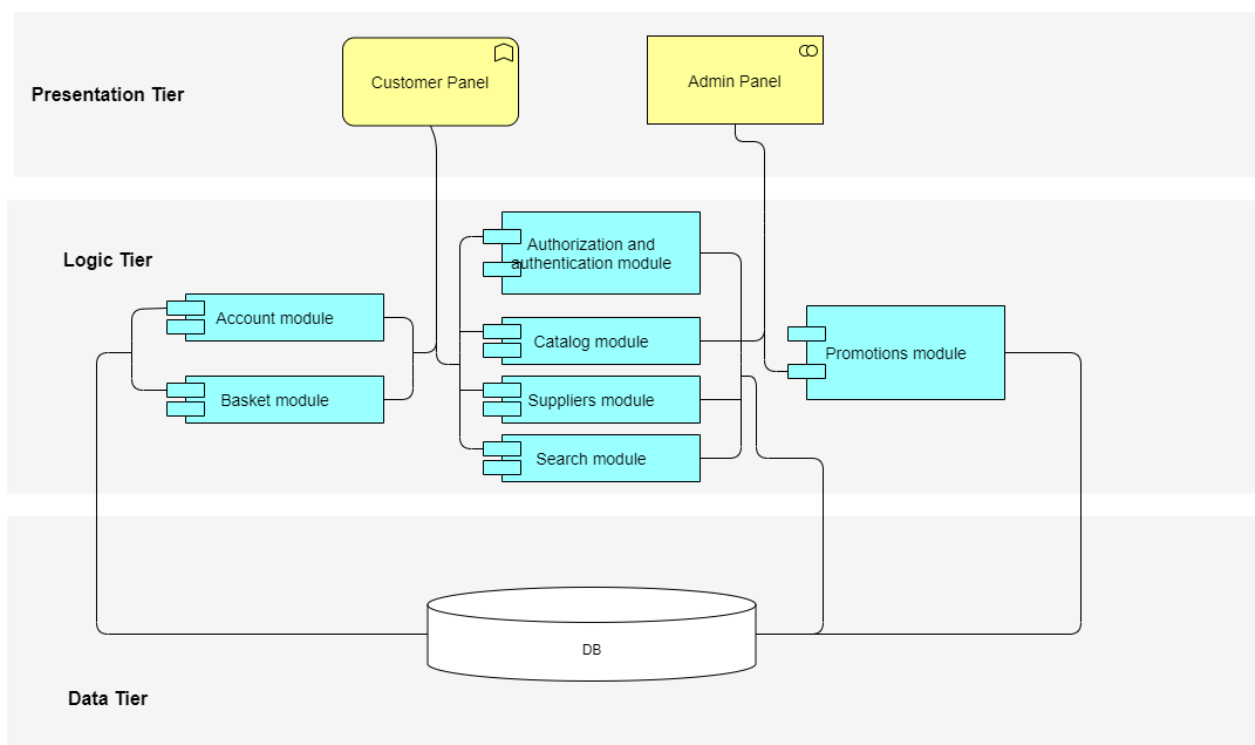 Presentation Tier
Customer Panel
Admin Panel
Logic Tier
Authorization and
authentication module
Account module
Catalog module
Promotions module
Basket module
Suppliers module
Search module
DB
Data Tier